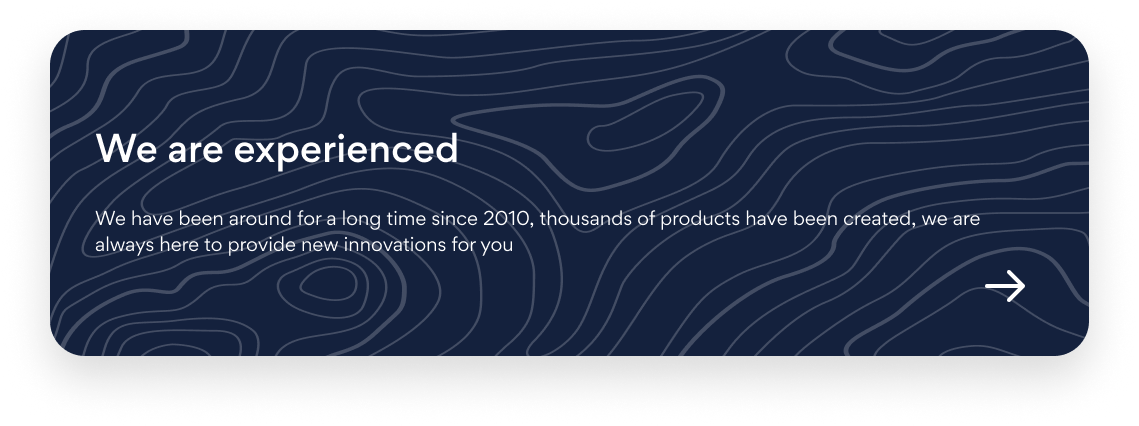 We are experienced
We have been around for a long time since 2010, thousands of products have been created, we are
always here to provide new innovations for you